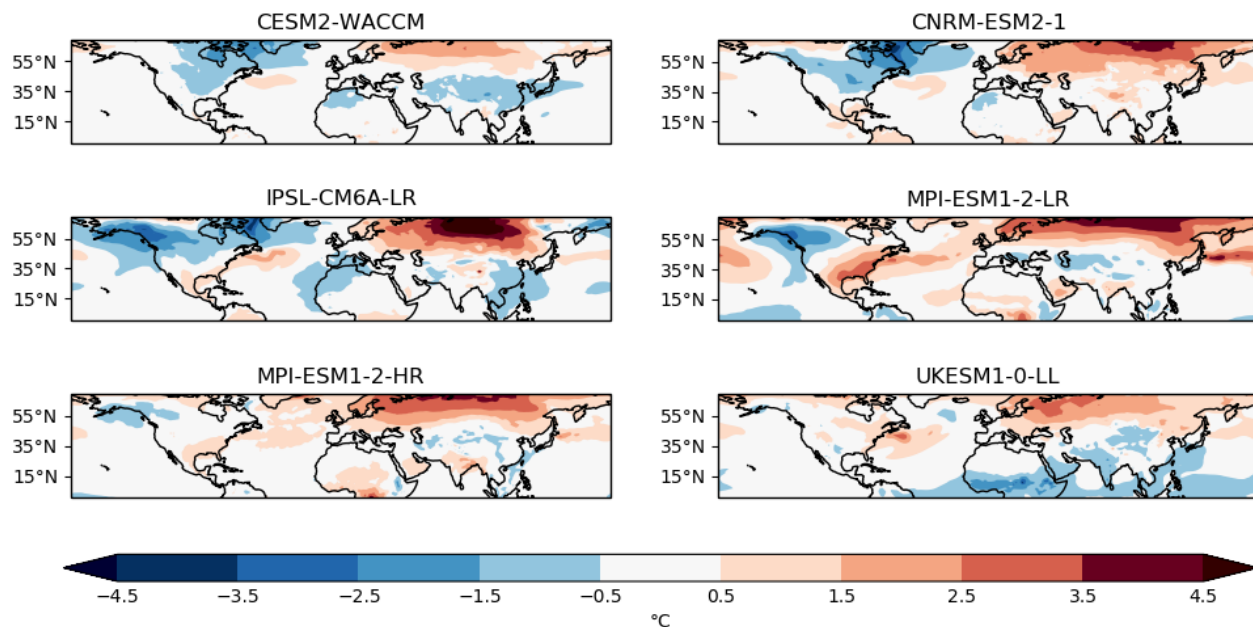 CESM2-WACCM
CNRM-ESM2-1
55°N
35°N
15°N
55°N
35°N
15°N
IPSL-CM6A-LR
MPI-ESM1-2-LR
55°N
35°N
15°N
55°N
35°N
15°N
MPI-ESM1-2-HR
UKESM1-0-LL
55°N
35°N
15°N
55°N
35°N
15°N
−4.5 −3.5 −2.5 −1.5 −0.5 0.5 1.5 2.5 3.5 4.5
°C